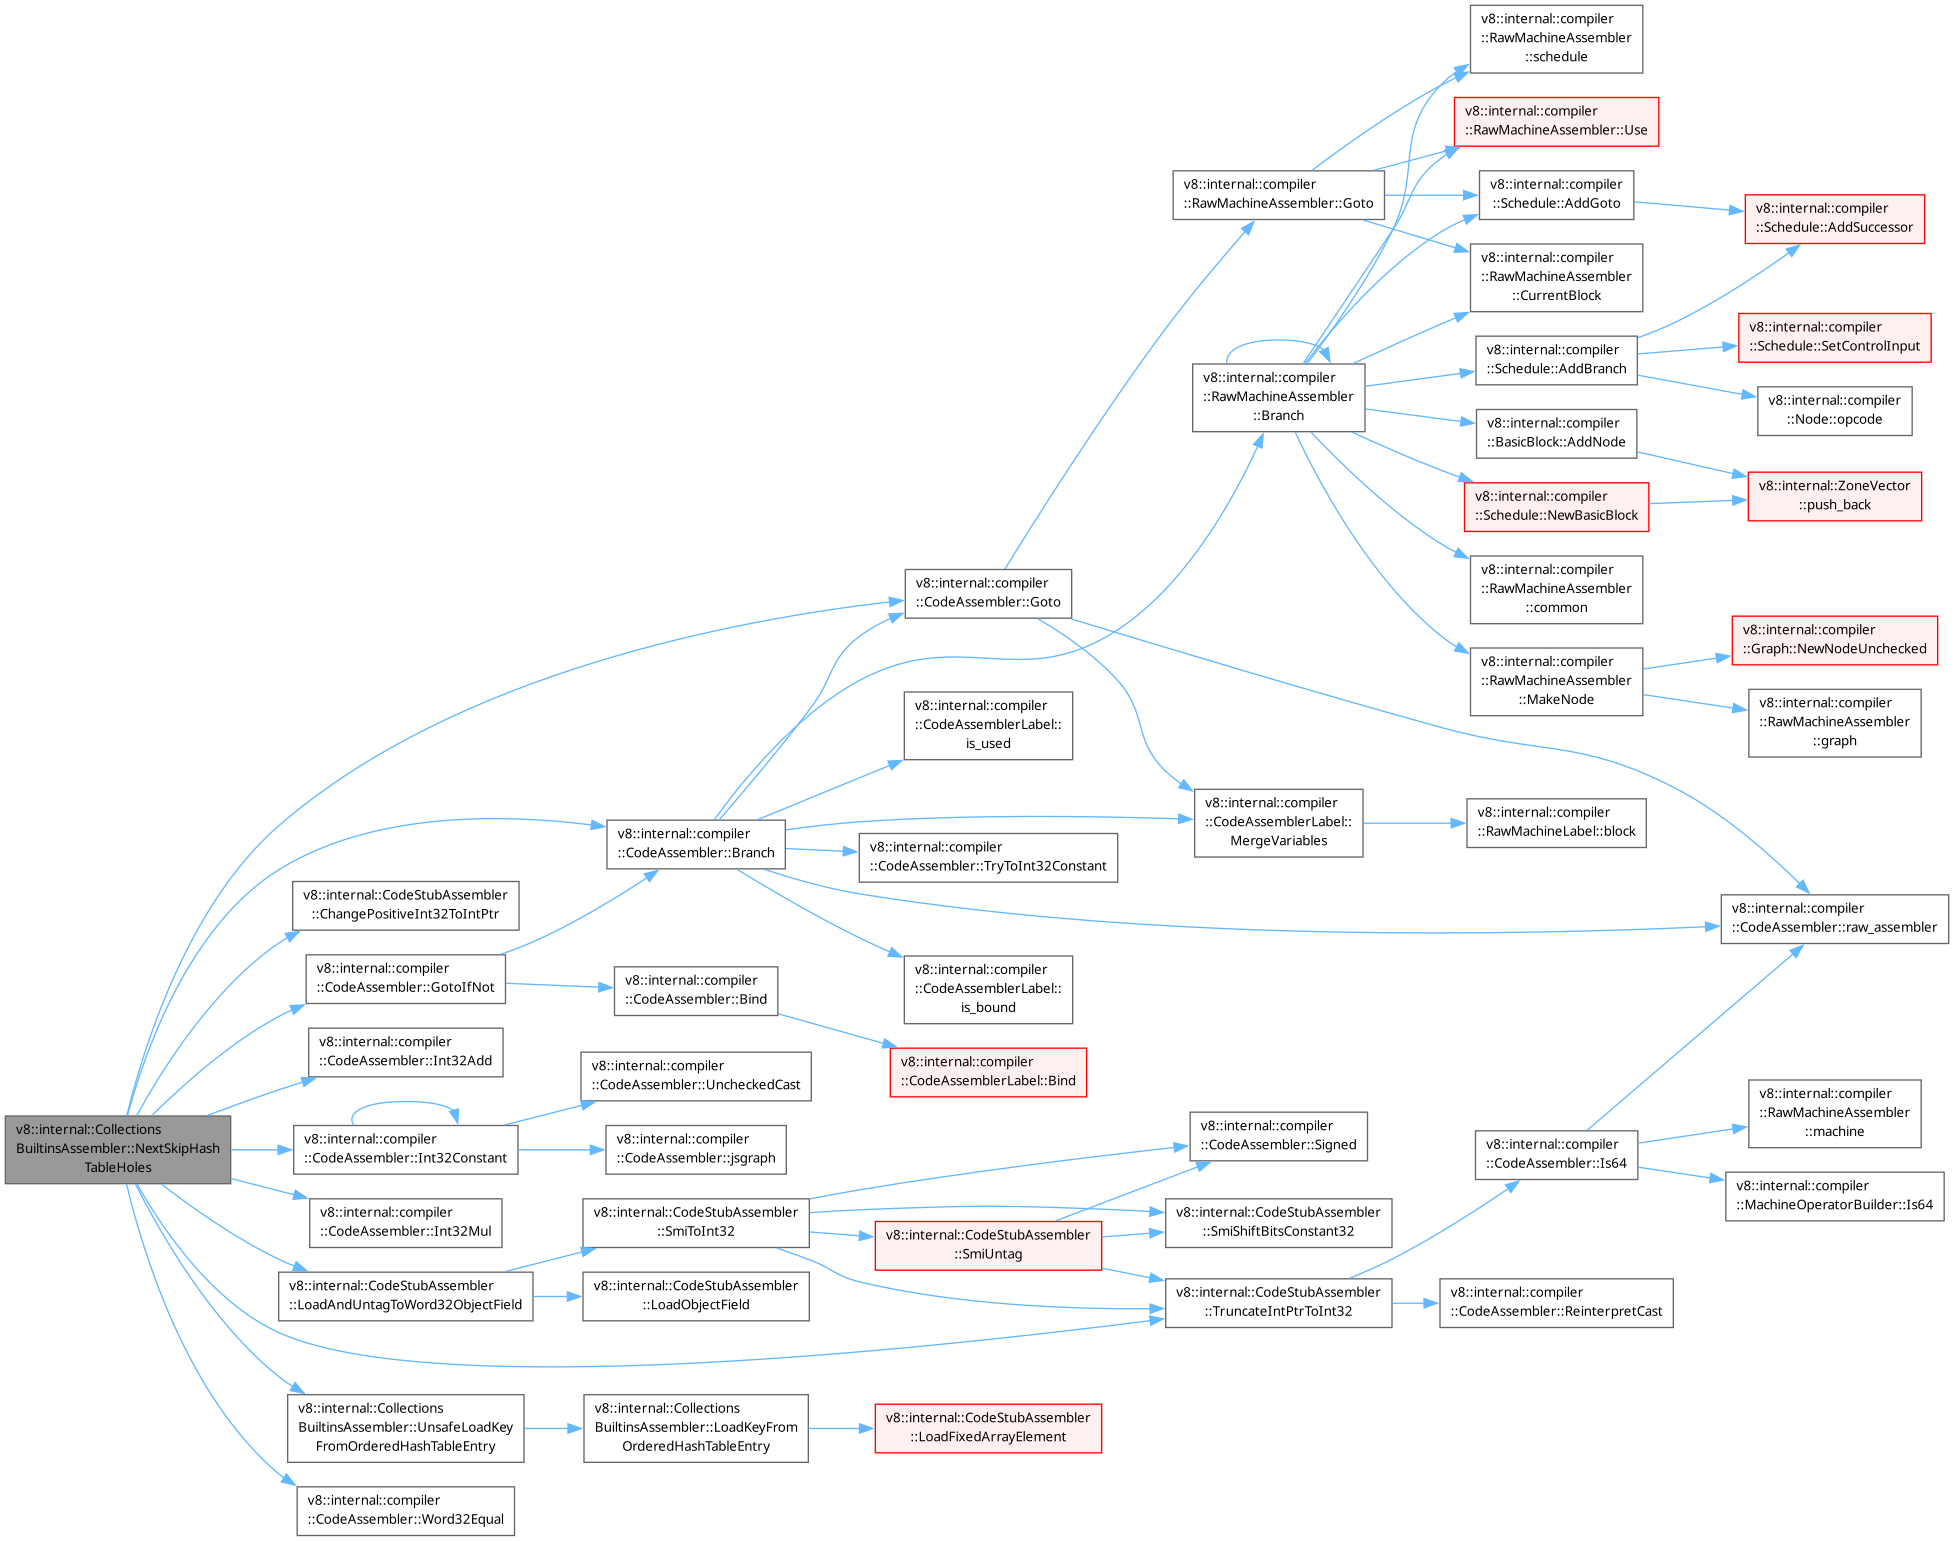 v8::internal::Collections
BuiltinsAssembler::NextSkipHash
TableHoles
v8::internal::compiler
::CodeAssembler::Branch
v8::internal::compiler
::CodeAssembler::Goto
v8::internal::compiler
::RawMachineAssembler
::Branch
v8::internal::compiler
::RawMachineAssembler::Goto
v8::internal::compiler
::RawMachineAssembler
::schedule
v8::internal::compiler
::RawMachineAssembler::Use
v8::internal::compiler
::Schedule::AddGoto
v8::internal::compiler
::Schedule::AddSuccessor
v8::internal::compiler
::RawMachineAssembler
::CurrentBlock
v8::internal::compiler
::Schedule::AddBranch
v8::internal::compiler
::Schedule::SetControlInput
v8::internal::compiler
::Node::opcode
v8::internal::compiler
::BasicBlock::AddNode
v8::internal::ZoneVector
::push_back
v8::internal::compiler
::Schedule::NewBasicBlock
v8::internal::compiler
::RawMachineAssembler
::common
v8::internal::compiler
::RawMachineAssembler
::MakeNode
v8::internal::compiler
::Graph::NewNodeUnchecked
v8::internal::compiler
::RawMachineAssembler
::graph
v8::internal::compiler
::CodeAssemblerLabel::
is_used
v8::internal::compiler
::CodeAssemblerLabel::
MergeVariables
v8::internal::compiler
::RawMachineLabel::block
v8::internal::compiler
::CodeAssembler::TryToInt32Constant
v8::internal::compiler
::CodeAssembler::raw_assembler
v8::internal::compiler
::CodeAssemblerLabel::
is_bound
v8::internal::CodeStubAssembler
::ChangePositiveInt32ToIntPtr
v8::internal::compiler
::CodeAssembler::GotoIfNot
v8::internal::compiler
::CodeAssembler::Bind
v8::internal::compiler
::CodeAssemblerLabel::Bind
v8::internal::compiler
::CodeAssembler::Int32Add
v8::internal::compiler
::CodeAssembler::Int32Constant
v8::internal::compiler
::CodeAssembler::UncheckedCast
v8::internal::compiler
::CodeAssembler::jsgraph
v8::internal::compiler
::CodeAssembler::Int32Mul
v8::internal::CodeStubAssembler
::LoadAndUntagToWord32ObjectField
v8::internal::CodeStubAssembler
::SmiToInt32
v8::internal::CodeStubAssembler
::LoadObjectField
v8::internal::CodeStubAssembler
::SmiUntag
v8::internal::compiler
::CodeAssembler::Signed
v8::internal::CodeStubAssembler
::SmiShiftBitsConstant32
v8::internal::CodeStubAssembler
::TruncateIntPtrToInt32
v8::internal::compiler
::CodeAssembler::Is64
v8::internal::compiler
::RawMachineAssembler
::machine
v8::internal::compiler
::MachineOperatorBuilder::Is64
v8::internal::compiler
::CodeAssembler::ReinterpretCast
v8::internal::Collections
BuiltinsAssembler::UnsafeLoadKey
FromOrderedHashTableEntry
v8::internal::Collections
BuiltinsAssembler::LoadKeyFrom
OrderedHashTableEntry
v8::internal::CodeStubAssembler
::LoadFixedArrayElement
v8::internal::compiler
::CodeAssembler::Word32Equal